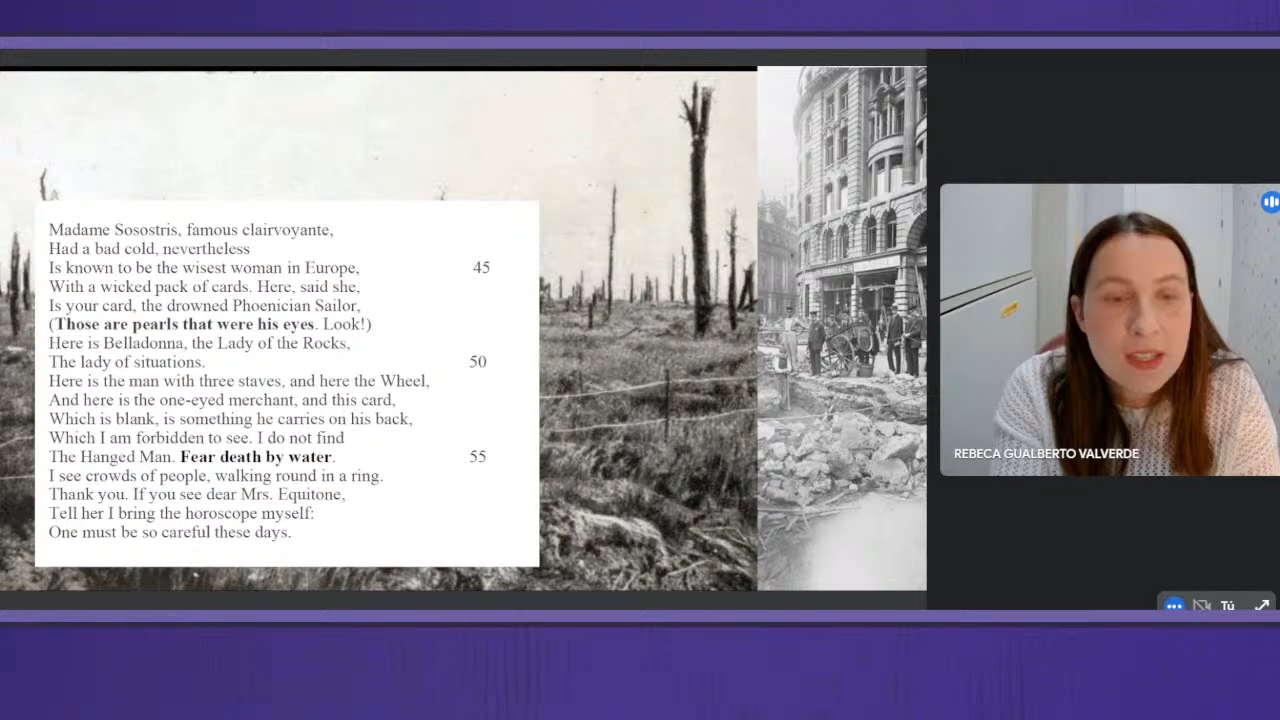 Madame Sosostris, famous clairvoyante,
Had a bad cold, nevertheless
Is known to be the wisest woman in Europe, 45
With a wicked pack of cards. Here, said she,
Is your card, the drowned Phoenician Sailor,
(Those are pearls that were his eyes. Look!)
Here is Belladonna, the Lady of the Rocks,
The lady of situations. 50
Here is the man with three staves, and here the Wheel,
And here is the one-eyed merchant, and this card,
Which is blank, is something he carries on his back,
Which I am forbidden to see. I do not find
The Hanged Man. Fear death by water. 55
I see crowds of people, walking round in a ring.
Thank you. If you see dear Mrs. Equitone,
Tell her I bring the horoscope myself:
One must be so careful these days.
REBECA GUALBERTO VALVERDE
Tú